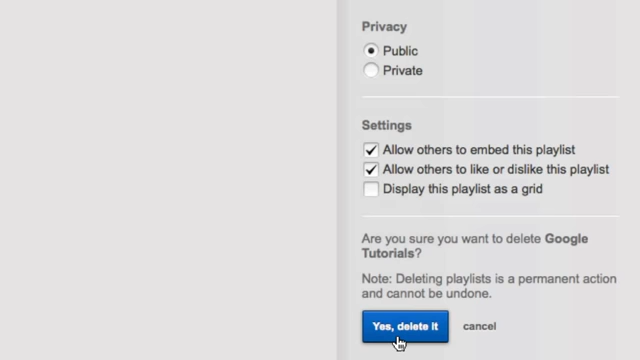 Privacy
Public
Private
Settings
Allow others to embed this playlist
Allow others to like or dislike this playlist
Display this playlist as a grid
Are you sure you want to delete Google
Tutorials?
Note: Deleting playlists is a permanent action
and cannot be undone.
Yes, delete it cancel